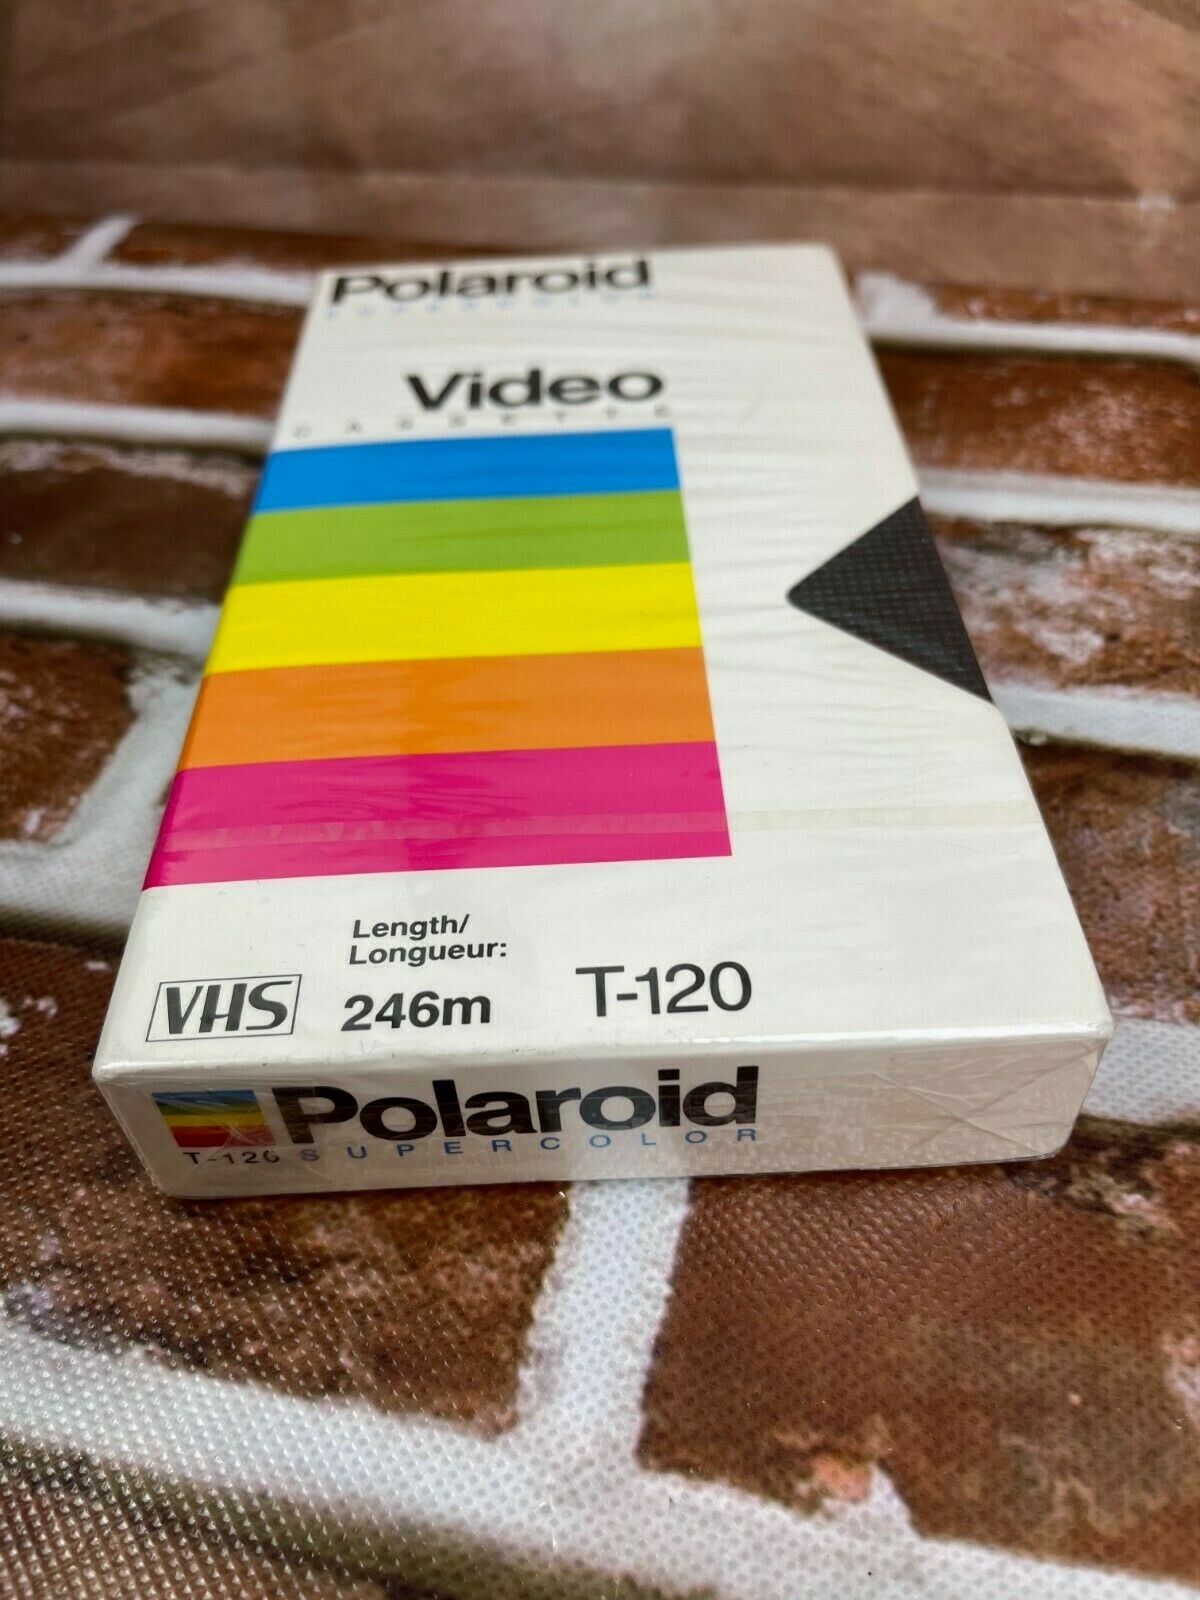 Polaroid
SUPERCOLOR
Video
CASSETTE
Length/
Longueur:
VHS 246m T-120
Polaroid
T-120 SUPERCOLOR